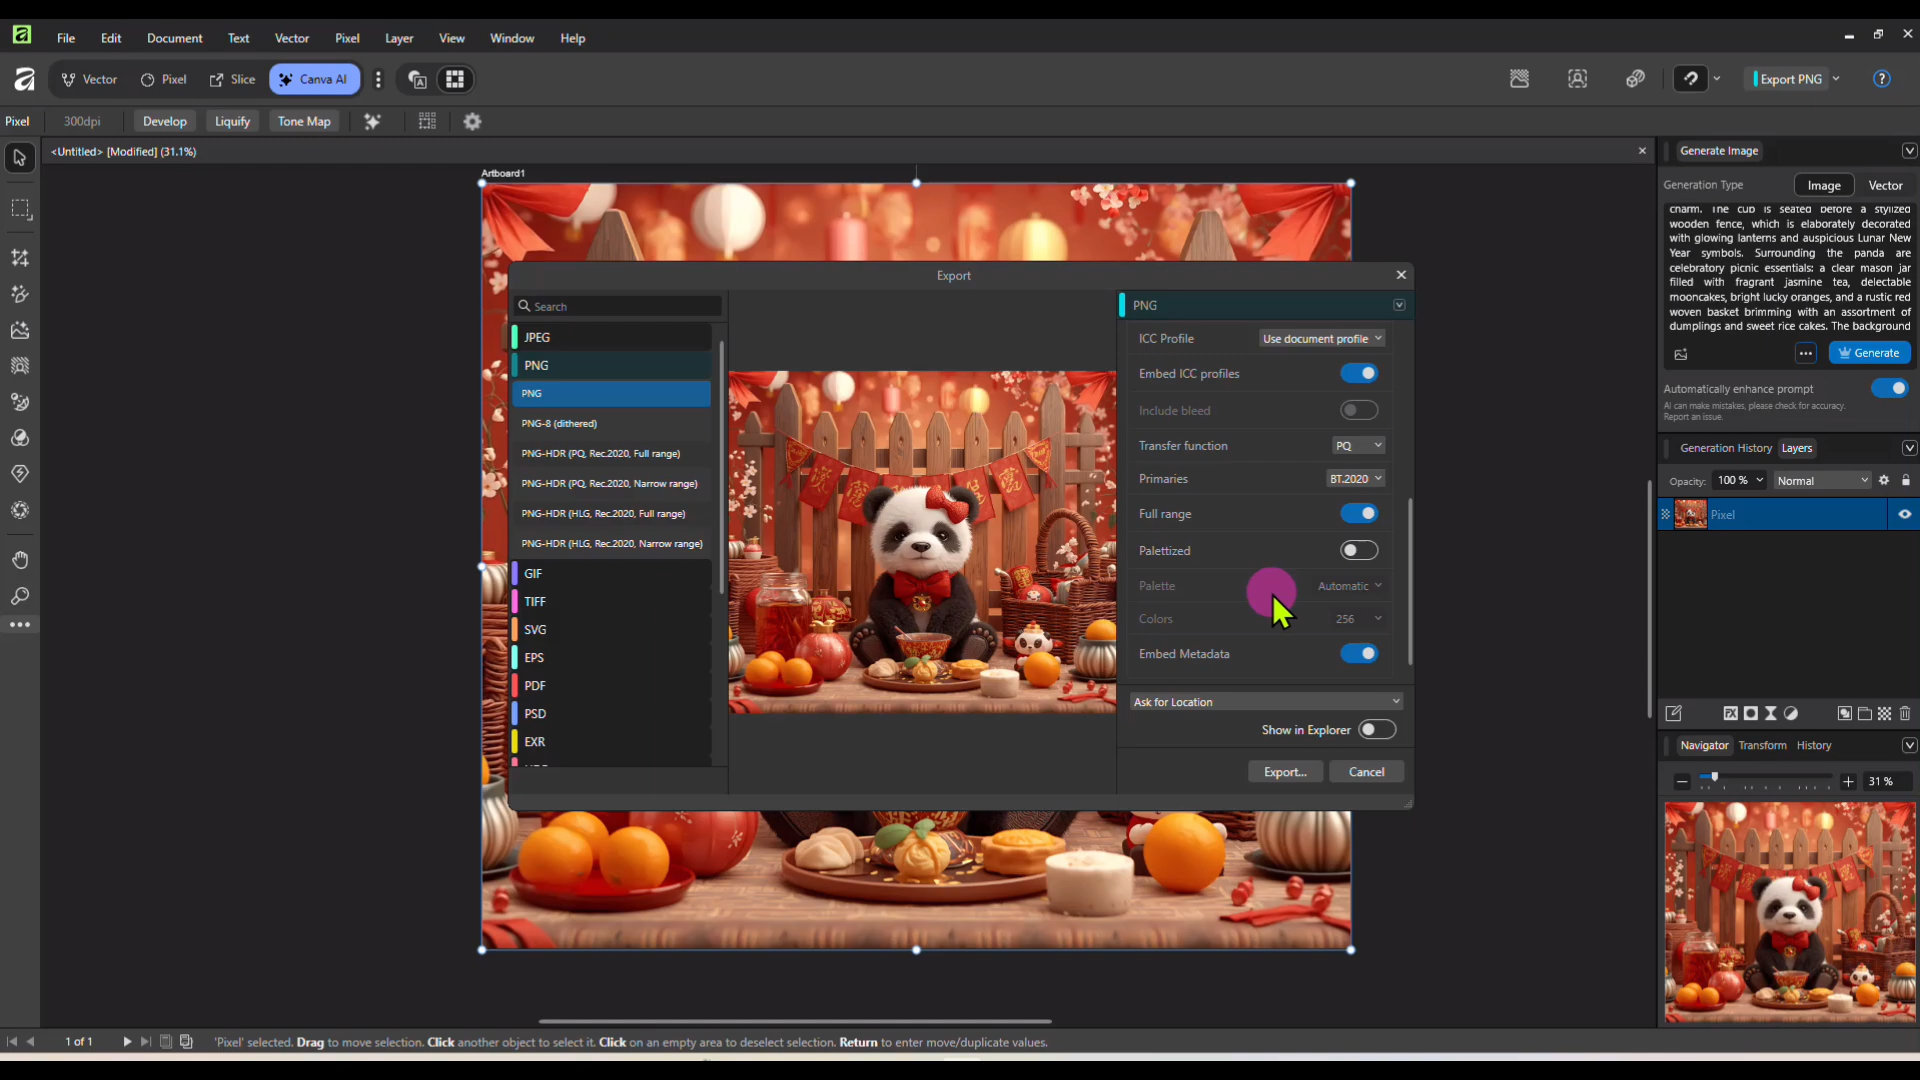 File Edit Document Text Vector Pixel Layer View Window Help
Vector Pixel Slice Canva AI Export PNG
Pixel 300dpi Develop Liquify Tone Map
<Untitled> [Modified] (31.1%)
Artboard1
Export
Search
JPEG
PNG
PNG
PNG-8 (dithered)
PNG-HDR (PQ, Rec.2020, Full range)
PNG-HDR (PQ, Rec.2020, Narrow range)
PNG-HDR (HLG, Rec.2020, Full range)
PNG-HDR (HLG, Rec.2020, Narrow range)
GIF
TIFF
SVG
EPS
PDF
PSD
EXR
PNG
ICC Profile Use document profile
Embed ICC profiles
Include bleed
Transfer function PQ
Primaries BT.2020
Full range
Palettized
Palette Automatic
Colors 256
Embed Metadata
Ask for Location
Show in Explorer
Export... Cancel
Generate Image
Generation Type Image Vector
charm. The cub is seated before a stylized
wooden fence, which is elaborately decorated
with glowing lanterns and auspicious Lunar New
Year symbols. Surrounding the panda are
celebratory picnic essentials: a clear mason jar
filled with fragrant jasmine tea, delectable
mooncakes, bright lucky oranges, and a rustic red
woven basket brimming with an assortment of
dumplings and sweet rice cakes. The background
Generate
Automatically enhance prompt
AI can make mistakes, please check for accuracy.
Report an issue.
Generation History Layers
Opacity: 100 % Normal
Pixel
Navigator Transform History
31 %
1 of 1 'Pixel' selected. Drag to move selection. Click another object to select it. Click on an empty area to deselect selection. Return to enter move/duplicate values.